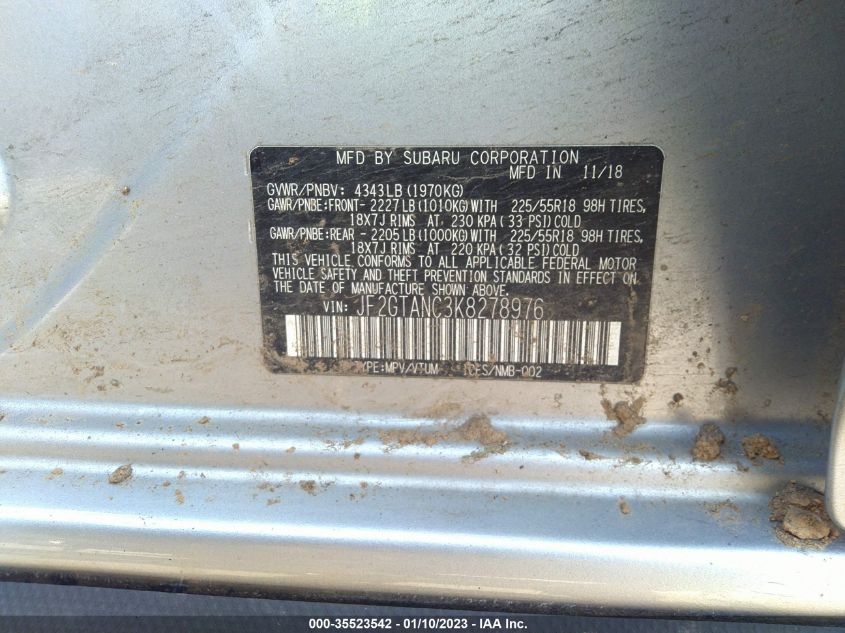 MFD BY SUBARU CORPORATION
MFD IN 11/18
GVWR/PNBV: 4343LB(1970KG)
GAWR/PNBE:FRONT- 2227LB(1010KG)WITH 225/55R18 98H TIRES,
18X7J RIMS AT 230 KPA(33 PSI)COLD
GAWR/PNBE:REAR - 2205LB(1000KG)WITH 225/55R18 98H TIRES,
18X7J RIMS AT 220 KPA(32 PSI)COLD
THIS VEHICLE CONFORMS TO ALL APPLICABLE FEDERAL MOTOR
VEHICLE SAFETY AND THEFT PREVENTION STANDARDS IN EFFECT ON
THE DATE OF MANUFACTURE SHOWN ABOVE.
VIN: JF2GTANC3K8278976
TYPE:MPV/VTUM ICES/NMB-002
000-35523542 - 01/10/2023 - IAA Inc.